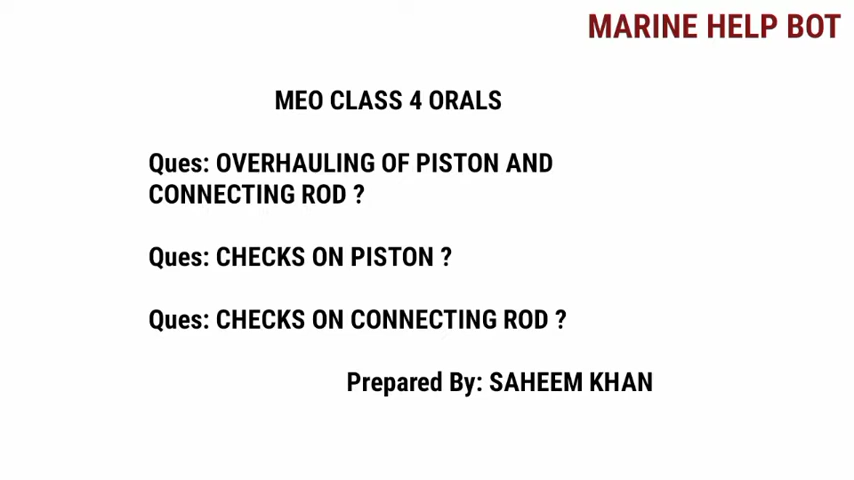 MARINE HELP BOT
MEO CLASS 4 ORALS
Ques: OVERHAULING OF PISTON AND
CONNECTING ROD ?
Ques: CHECKS ON PISTON ?
Ques: CHECKS ON CONNECTING ROD ?
Prepared By: SAHEEM KHAN